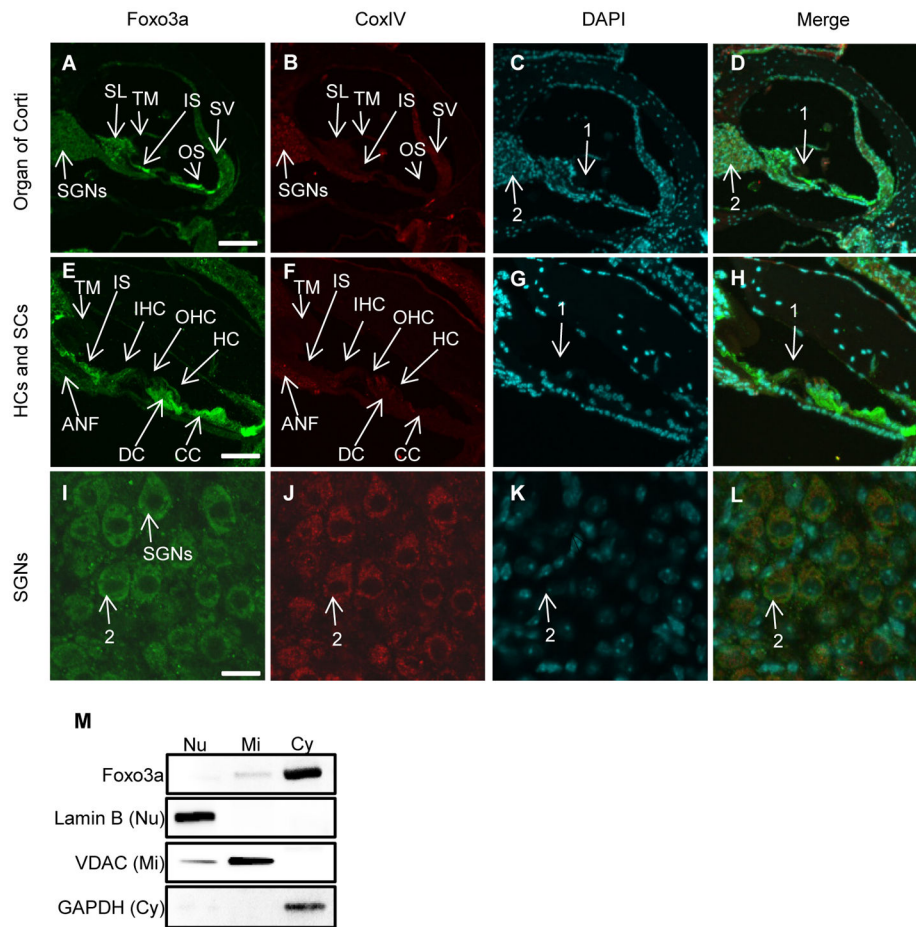 Foxo3a CoxIV DAPI Merge
Organ of Corti
A B C D
SL TM IS SV OS SGNs
SL TM IS SV OS SGNs
1 2
1 2
HCs and SCs
E F G H
TM IS IHC OHC HC ANF DC CC
TM IS IHC OHC HC ANF DC CC
1
1
SGNs
I J K L
SGNs 2
2
2
2
M
Nu Mi Cy
Foxo3a
Lamin B (Nu)
VDAC (Mi)
GAPDH (Cy)